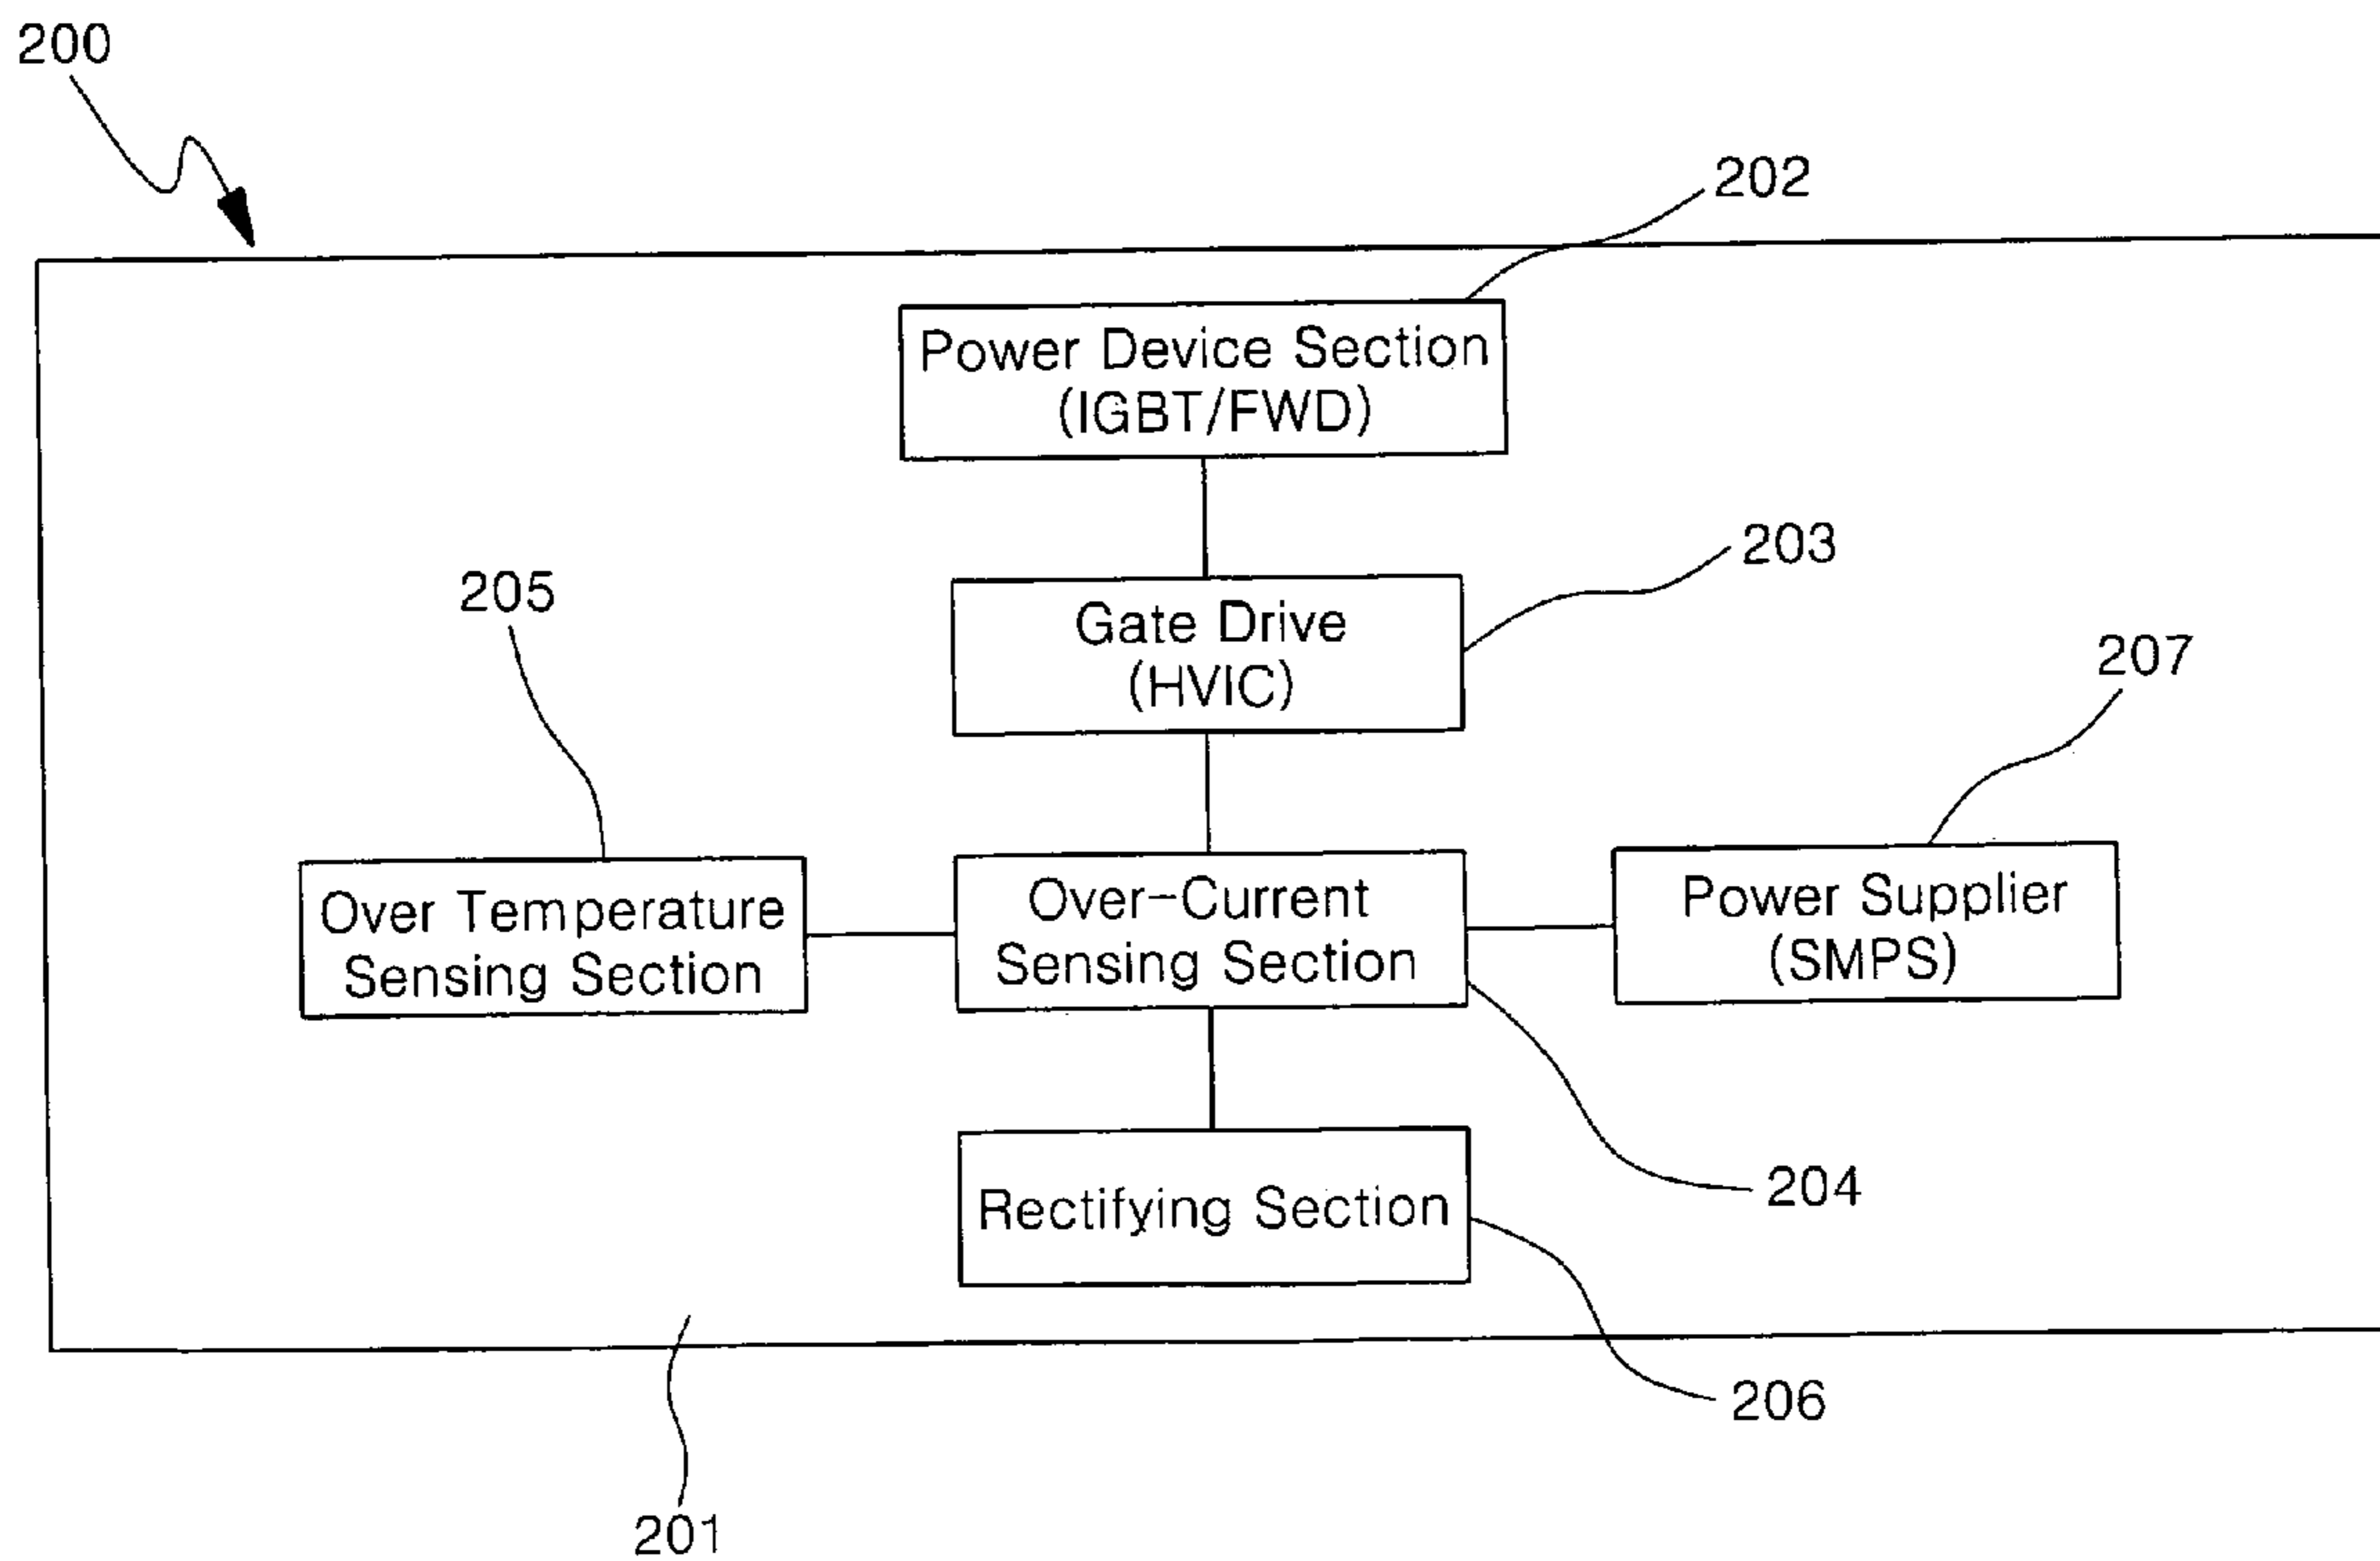 200
202
Power Device Section
(IGBT/FWD)
203
205
Gate Drive
(HVIC)
207
Over Temperature
Sensing Section
Over-Current
Sensing Section
Power Supplier
(SMPS)
204
Rectifying Section
206
201